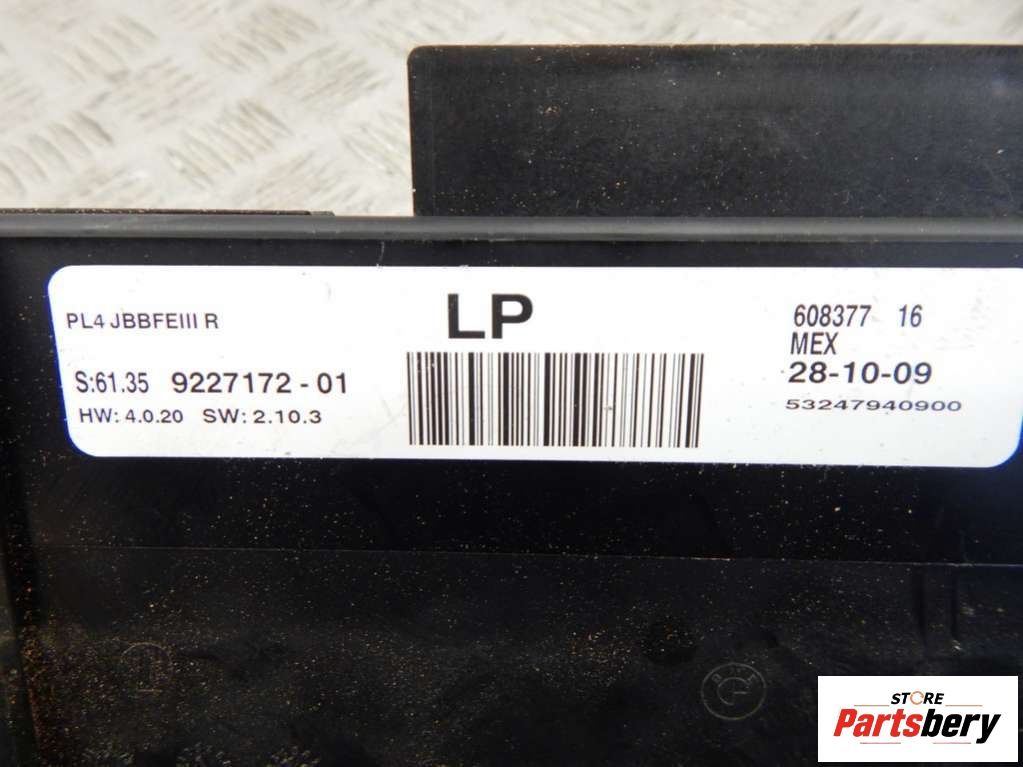 PL4 JBBFEIII R
LP
608377 16
MEX
S:61.35 9227172 - 01
28-10-09
HW: 4.0.20 SW: 2.10.3
53247940900
STORE
Partsbery